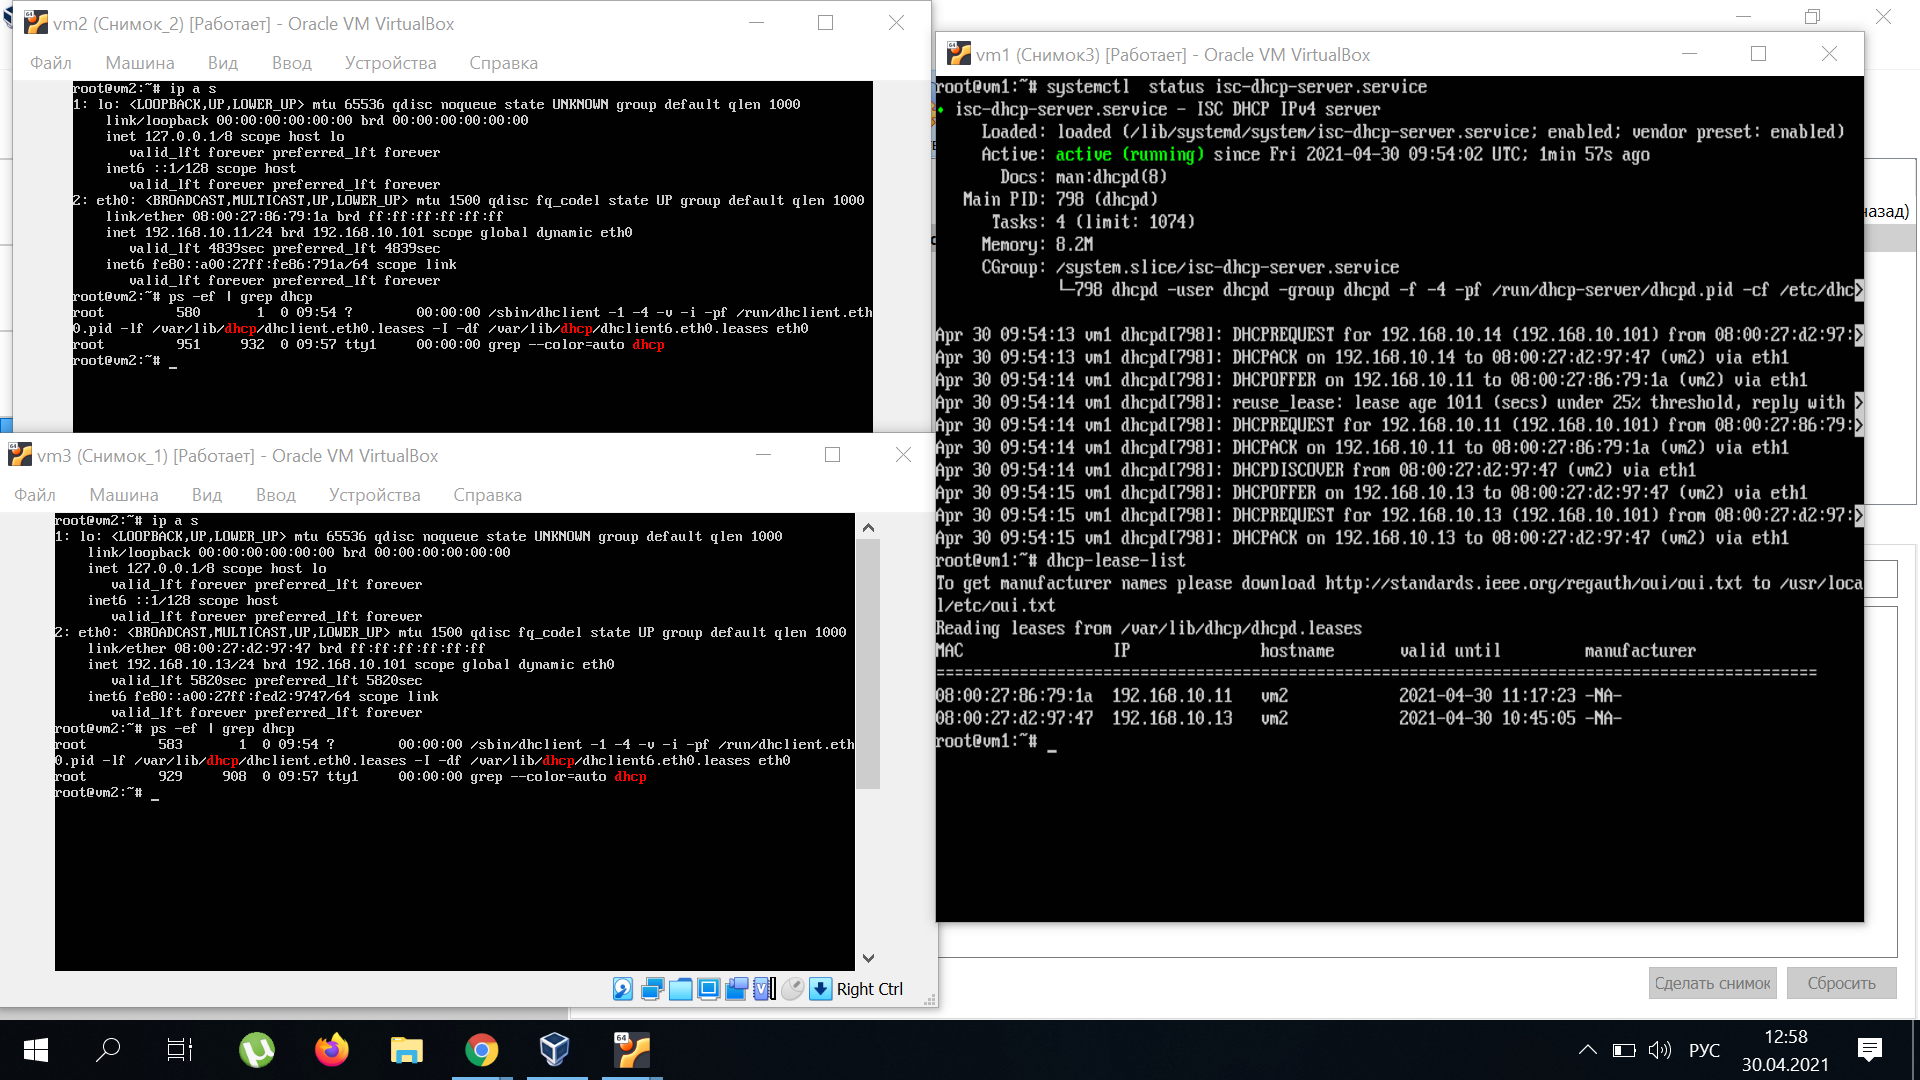 vm2 (Снимок_2) [Работает] - Oracle VM VirtualBox
Файл Машина Вид Ввод Устройства Справка
root@vm2:~# ip a s
1: lo: <LOOPBACK,UP,LOWER_UP> mtu 65536 qdisc noqueue state UNKNOWN group default qlen 1000
link/loopback 00:00:00:00:00:00 brd 00:00:00:00:00:00
inet 127.0.0.1/8 scope host lo
valid_lft forever preferred_lft forever
inet6 ::1/128 scope host
valid_lft forever preferred_lft forever
2: eth0: <BROADCAST,MULTICAST,UP,LOWER_UP> mtu 1500 qdisc fq_codel state UP group default qlen 1000
link/ether 08:00:27:86:79:1a brd ff:ff:ff:ff:ff:ff
inet 192.168.10.11/24 brd 192.168.10.101 scope global dynamic eth0
valid_lft 4839sec preferred_lft 4839sec
inet6 fe80::a00:27ff:fe86:791a/64 scope link
valid_lft forever preferred_lft forever
root@vm2:~# ps -ef | grep dhcp
root 580 1 0 09:54 ? 00:00:00 /sbin/dhclient -1 -4 -v -i -pf /run/dhclient.eth
0.pid -lf /var/lib/dhcp/dhclient.eth0.leases -I -df /var/lib/dhcp/dhclient6.eth0.leases eth0
root 951 932 0 09:57 tty1 00:00:00 grep --color=auto dhcp
root@vm2:~# _
vm3 (Снимок_1) [Работает] - Oracle VM VirtualBox
Файл Машина Вид Ввод Устройства Справка
root@vm2:~# ip a s
1: lo: <LOOPBACK,UP,LOWER_UP> mtu 65536 qdisc noqueue state UNKNOWN group default qlen 1000
link/loopback 00:00:00:00:00:00 brd 00:00:00:00:00:00
inet 127.0.0.1/8 scope host lo
valid_lft forever preferred_lft forever
inet6 ::1/128 scope host
valid_lft forever preferred_lft forever
2: eth0: <BROADCAST,MULTICAST,UP,LOWER_UP> mtu 1500 qdisc fq_codel state UP group default qlen 1000
link/ether 08:00:27:d2:97:47 brd ff:ff:ff:ff:ff:ff
inet 192.168.10.13/24 brd 192.168.10.101 scope global dynamic eth0
valid_lft 5820sec preferred_lft 5820sec
inet6 fe80::a00:27ff:fed2:9747/64 scope link
valid_lft forever preferred_lft forever
root@vm2:~# ps -ef | grep dhcp
root 583 1 0 09:54 ? 00:00:00 /sbin/dhclient -1 -4 -v -i -pf /run/dhclient.eth
0.pid -lf /var/lib/dhcp/dhclient.eth0.leases -I -df /var/lib/dhcp/dhclient6.eth0.leases eth0
root 929 908 0 09:57 tty1 00:00:00 grep --color=auto dhcp
root@vm2:~# _
Right Ctrl
vm1 (Снимок3) [Работает] - Oracle VM VirtualBox
root@vm1:~# systemctl status isc-dhcp-server.service
• isc-dhcp-server.service - ISC DHCP IPv4 server
Loaded: loaded (/lib/systemd/system/isc-dhcp-server.service; enabled; vendor preset: enabled)
Active: active (running) since Fri 2021-04-30 09:54:02 UTC; 1min 57s ago
Docs: man:dhcpd(8)
Main PID: 798 (dhcpd)
Tasks: 4 (limit: 1074)
Memory: 8.2M
CGroup: /system.slice/isc-dhcp-server.service
└─798 dhcpd -user dhcpd -group dhcpd -f -4 -pf /run/dhcp-server/dhcpd.pid -cf /etc/dhc>
Apr 30 09:54:13 vm1 dhcpd[798]: DHCPREQUEST for 192.168.10.14 (192.168.10.101) from 08:00:27:d2:97:>
Apr 30 09:54:13 vm1 dhcpd[798]: DHCPACK on 192.168.10.14 to 08:00:27:d2:97:47 (vm2) via eth1
Apr 30 09:54:14 vm1 dhcpd[798]: DHCPOFFER on 192.168.10.11 to 08:00:27:86:79:1a (vm2) via eth1
Apr 30 09:54:14 vm1 dhcpd[798]: reuse_lease: lease age 1011 (secs) under 25% threshold, reply with >
Apr 30 09:54:14 vm1 dhcpd[798]: DHCPREQUEST for 192.168.10.11 (192.168.10.101) from 08:00:27:86:79:>
Apr 30 09:54:14 vm1 dhcpd[798]: DHCPACK on 192.168.10.11 to 08:00:27:86:79:1a (vm2) via eth1
Apr 30 09:54:14 vm1 dhcpd[798]: DHCPDISCOVER from 08:00:27:d2:97:47 (vm2) via eth1
Apr 30 09:54:15 vm1 dhcpd[798]: DHCPOFFER on 192.168.10.13 to 08:00:27:d2:97:47 (vm2) via eth1
Apr 30 09:54:15 vm1 dhcpd[798]: DHCPREQUEST for 192.168.10.13 (192.168.10.101) from 08:00:27:d2:97:>
Apr 30 09:54:15 vm1 dhcpd[798]: DHCPACK on 192.168.10.13 to 08:00:27:d2:97:47 (vm2) via eth1
root@vm1:~# dhcp-lease-list
To get manufacturer names please download http://standards.ieee.org/regauth/oui/oui.txt to /usr/loca
l/etc/oui.txt
Reading leases from /var/lib/dhcp/dhcpd.leases
MAC IP hostname valid until manufacturer
===============================================================================================
08:00:27:86:79:1a 192.168.10.11 vm2 2021-04-30 11:17:23 -NA-
08:00:27:d2:97:47 192.168.10.13 vm2 2021-04-30 10:45:05 -NA-
root@vm1:~# _
назад)
Сделать снимок Сбросить
64
РУС
12:58
30.04.2021